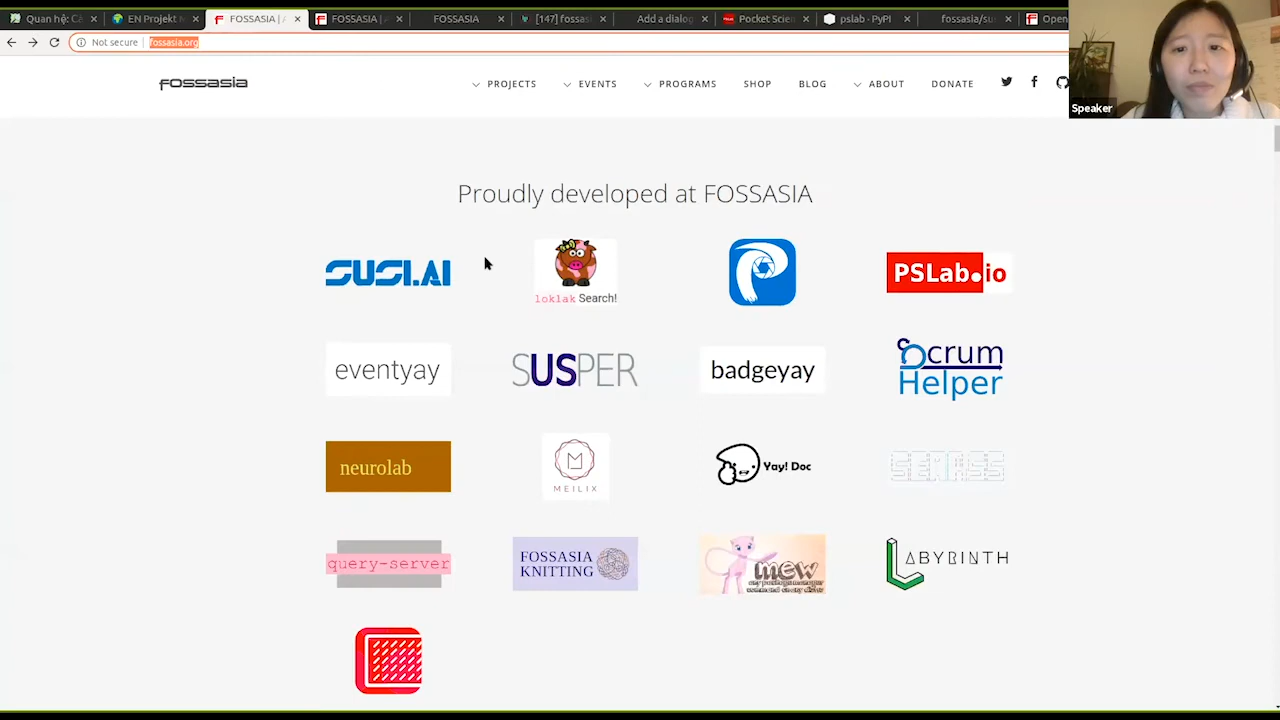 Quan hệ: Cá
EN Projekt M
FOSSASIA | A
FOSSASIA | A
FOSSASIA
[147] fossas
Add a dialog
Pocket Scien
pslab · PyPI
fossasia/su
Open
Not secure
fossasia.org
fossasia
PROJECTS
EVENTS
PROGRAMS
SHOP
BLOG
ABOUT
DONATE
Speaker
Proudly developed at FOSSASIA
SUSI.AI
loklak Search!
PSLab.io
eventyay
SUSPER
badgeyay
Scrum
Helper
neurolab
MEILIX
Yay! Doc
query-server
FOSSASIA
KNITTING
mew
LABYRINTH